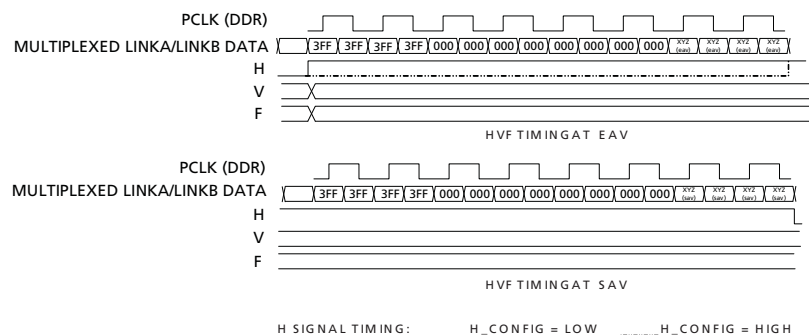 PCLK (DDR)
MULTIPLEXED LINKA/LINKB DATA 3FF 3FF 3FF 3FF 000 000 000 000 000 000 000 000 XYZ (eav) XYZ (eav) XYZ (eav) XYZ (eav)
H
V
F
HVF TIMINGAT EAV
PCLK (DDR)
MULTIPLEXED LINKA/LINKB DATA 3FF 3FF 3FF 3FF 000 000 000 000 000 000 000 000 XYZ (sav) XYZ (sav) XYZ (sav) XYZ (sav)
H
V
F
HVF TIMINGAT SAV
H SIGNAL TIMING: H_CONFIG = LOW H_CONFIG = HIGH